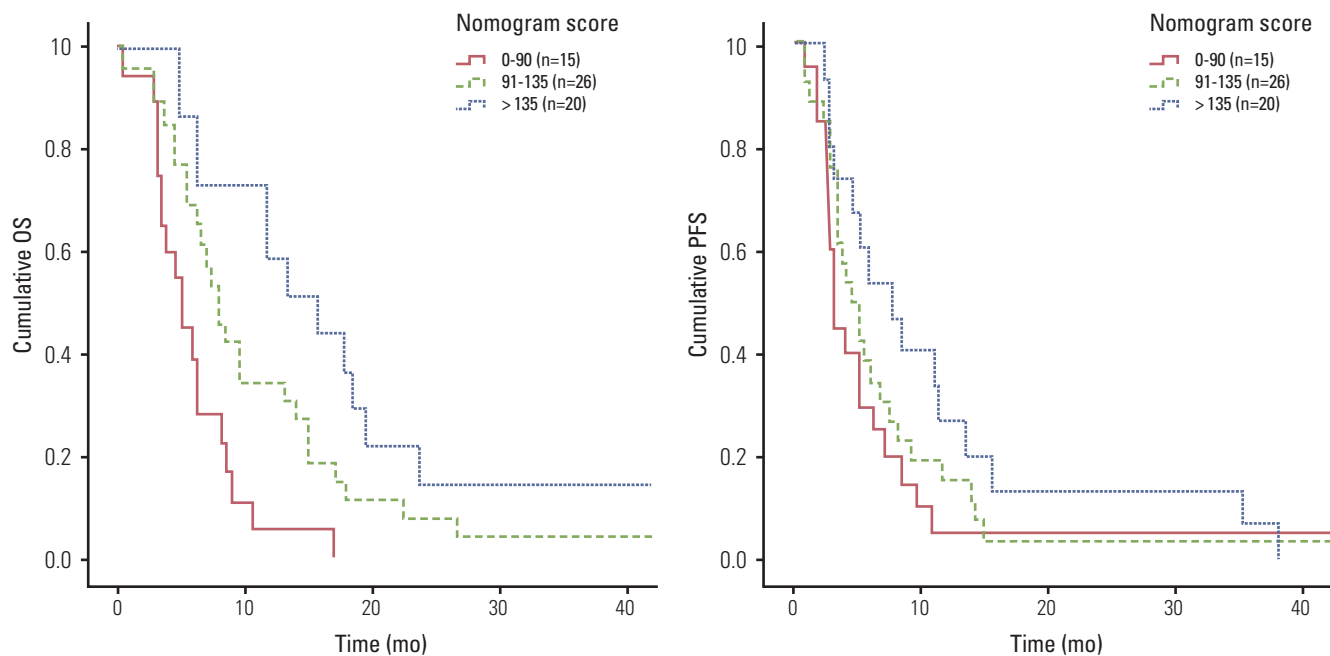 Nomogram score
0-90 (n=15)
91-135 (n=26)
> 135 (n=20)
10
0.8
0.6
0.4
0.2
0.0
Cumulative OS
0 10 20 30 40
Time (mo)
Nomogram score
0-90 (n=15)
91-135 (n=26)
> 135 (n=20)
10
0.8
0.6
0.4
0.2
0.0
Cumulative PFS
0 10 20 30 40
Time (mo)